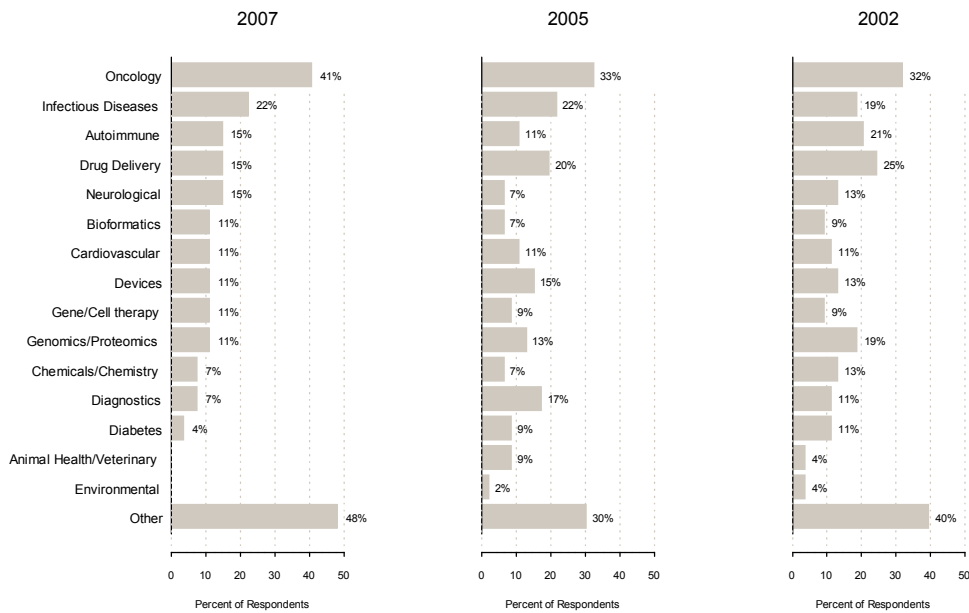 2007 2005 2002
Oncology 41% 33% 32%
Infectious Diseases 22% 22% 19%
Autoimmune 15% 11% 21%
Drug Delivery 15% 20% 25%
Neurological 15% 7% 13%
Bioformatics 11% 7% 9%
Cardiovascular 11% 11% 11%
Devices 11% 15% 13%
Gene/Cell therapy 11% 9% 9%
Genomics/Proteomics 11% 13% 19%
Chemicals/Chemistry 7% 7% 13%
Diagnostics 7% 17% 11%
Diabetes 4% 9% 11%
Animal Health/Veterinary 9% 4%
Environmental 2% 4%
Other 48% 30% 40%
0 10 20 30 40 50 0 10 20 30 40 50 0 10 20 30 40 50
Percent of Respondents Percent of Respondents Percent of Respondents